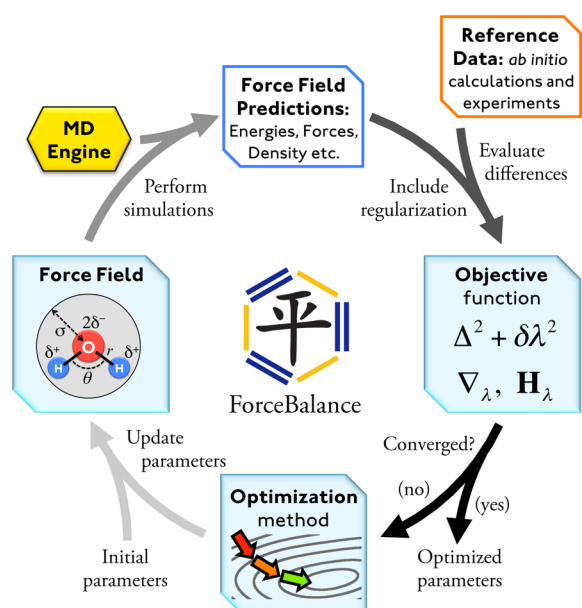 Reference
Data: ab initio
calculations and
experiments
Force Field
Predictions:
Energies, Forces,
Density etc.
MD
Engine
Perform
simulations
Include
regularization
Evaluate
differences
Force Field
σ
2δ⁻
δ⁺
O
δ⁺
H
r
H
θ
平
ForceBalance
Objective
function
Δ² + δλ²
∇λ, Hλ
Update
parameters
Converged?
(no)
(yes)
Optimization
method
Initial
parameters
Optimized
parameters